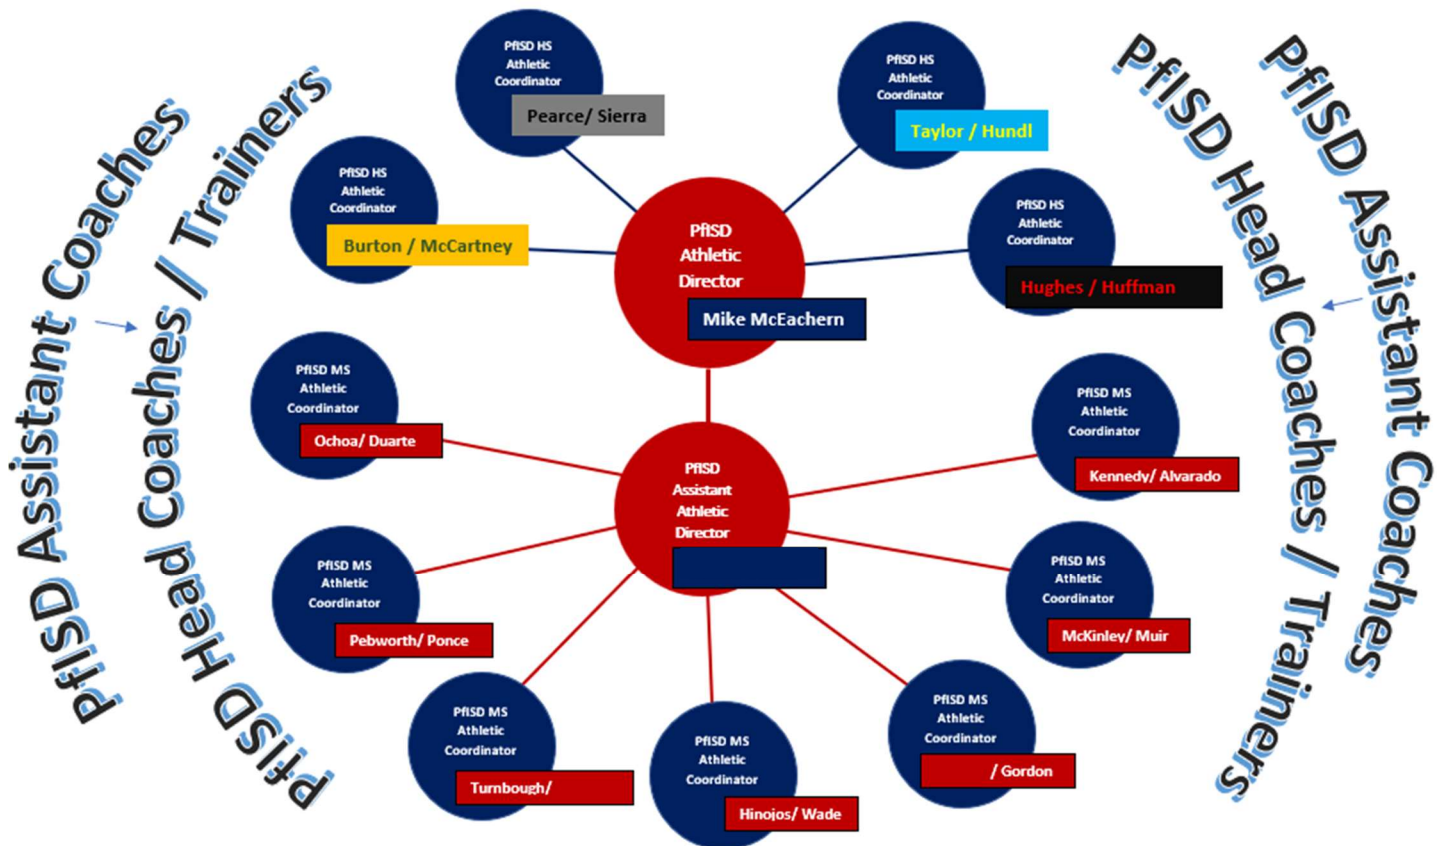 PfISD Assistant Coaches
PfISD Head Coaches / Trainers
PfISD HS
Athletic
Coordinator
Pearce/ Sierra
PfISD HS
Athletic
Coordinator
Taylor / Hundl
PfISD HS
Athletic
Coordinator
Burton / McCartney
PfISD HS
Athletic
Coordinator
Hughes / Huffman
PfISD
Athletic
Director
Mike McEachern
PfISD MS
Athletic
Coordinator
Ochoa/ Duarte
PfISD
Assistant
Athletic
Director
PfISD MS
Athletic
Coordinator
Kennedy/ Alvarado
PfISD MS
Athletic
Coordinator
Pebworth/ Ponce
PfISD MS
Athletic
Coordinator
McKinley/ Muir
PfISD MS
Athletic
Coordinator
Turnbough/
PfISD MS
Athletic
Coordinator
Hinojos/ Wade
PfISD MS
Athletic
Coordinator
/ Gordon
PfISD Head Coaches / Trainers
PfISD Assistant Coaches